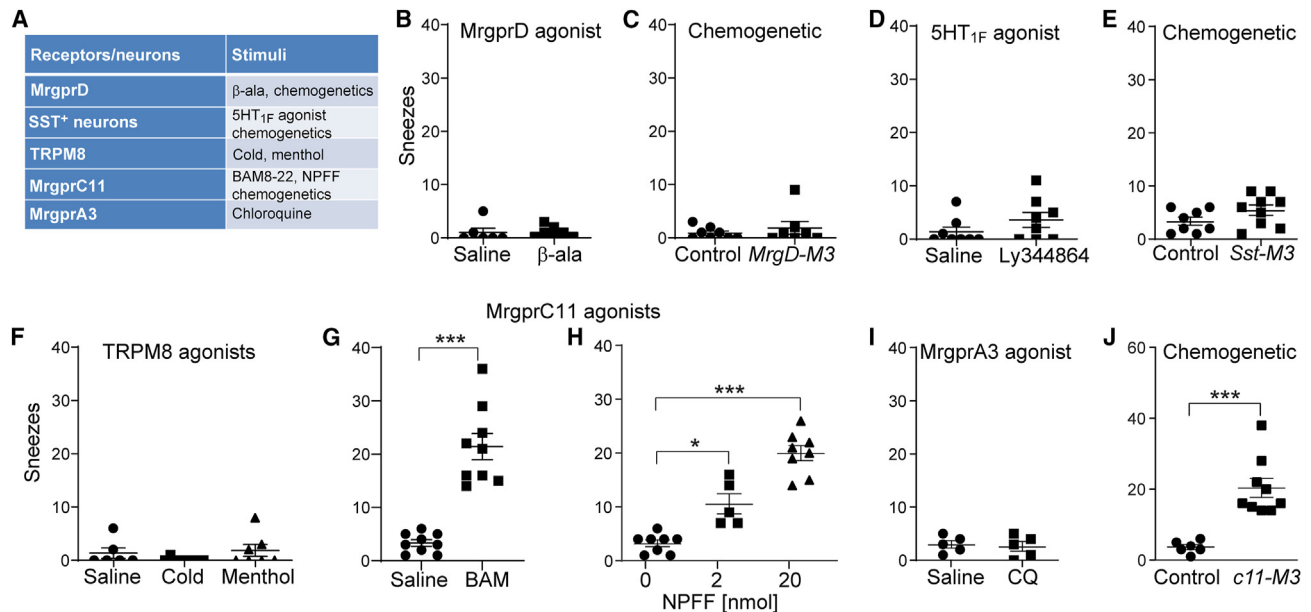 A
Receptors/neurons Stimuli
MrgprD β-ala, chemogenetics
SST+ neurons 5HT1F agonist
chemogenetics
TRPM8 Cold, menthol
MrgprC11 BAM8-22, NPFF
chemogenetics
MrgprA3 Chloroquine
B
MrgprD agonist
Sneezes
40
30
20
10
0
Saline β-ala
C
Chemogenetic
40
30
20
10
0
Control MrgD-M3
D
5HT1F agonist
40
30
20
10
0
Saline Ly344864
E
Chemogenetic
40
30
20
10
0
Control Sst-M3
F
TRPM8 agonists
Sneezes
40
30
20
10
0
Saline Cold Menthol
MrgprC11 agonists
G
40
30
20
10
0
***
Saline BAM
H
40
30
20
10
0
***
*
0 2 20
NPFF [nmol]
I
MrgprA3 agonist
40
30
20
10
0
Saline CQ
J
Chemogenetic
60
40
20
0
***
Control c11-M3